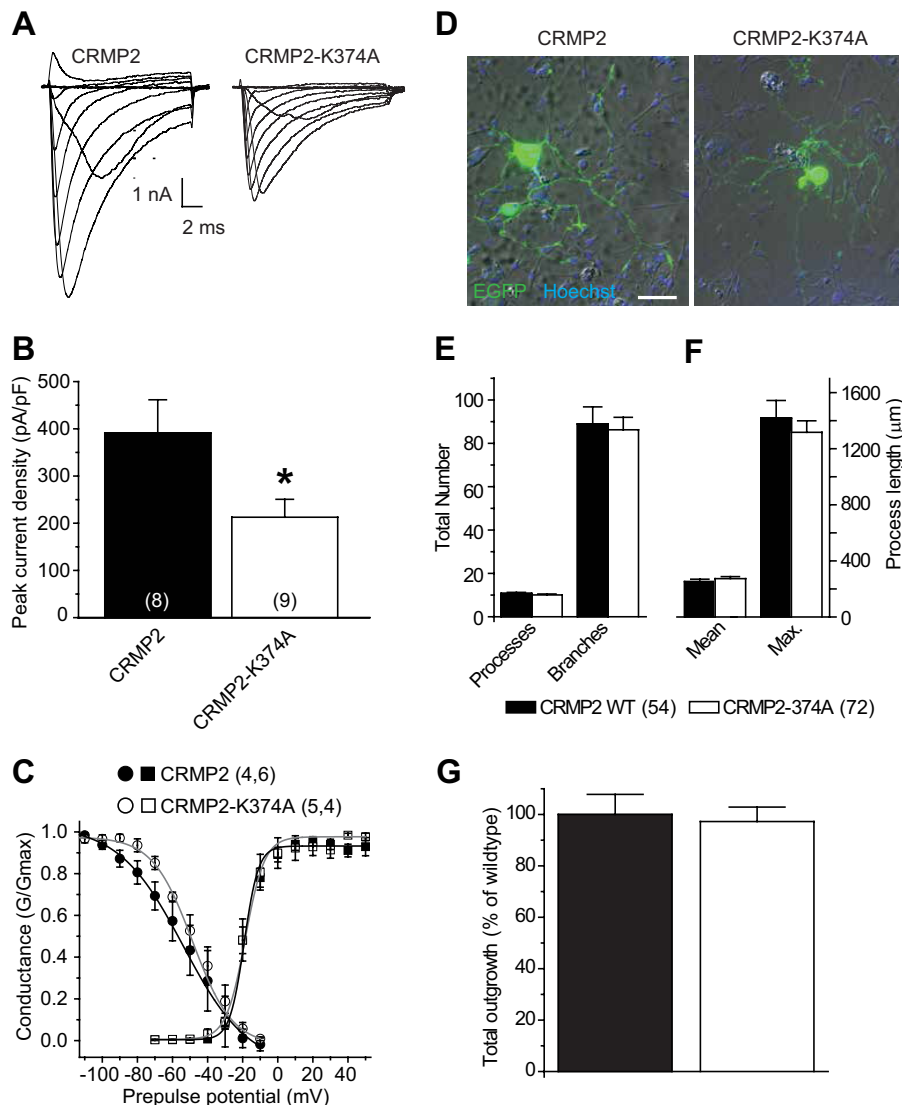 A
CRMP2
CRMP2-K374A
1 nA
2 ms
D
CRMP2
CRMP2-K374A
EGFP
Hoechst
B
Peak current density (pA/pF)
500
400
300
200
100
0
*
(8)
(9)
CRMP2
CRMP2-K374A
E
Total Number
100
80
60
40
20
0
Processes
Branches
F
1600
1200
800
400
0
Process length (μm)
Mean
Max.
CRMP2 WT (54)
CRMP2-374A (72)
C
CRMP2 (4,6)
CRMP2-K374A (5,4)
Conductance (G/Gmax)
1.0
0.8
0.6
0.4
0.2
0.0
-100 -80 -60 -40 -20 0 20 40
Prepulse potential (mV)
G
Total outgrowth (% of wildtype)
100
80
60
40
20
0